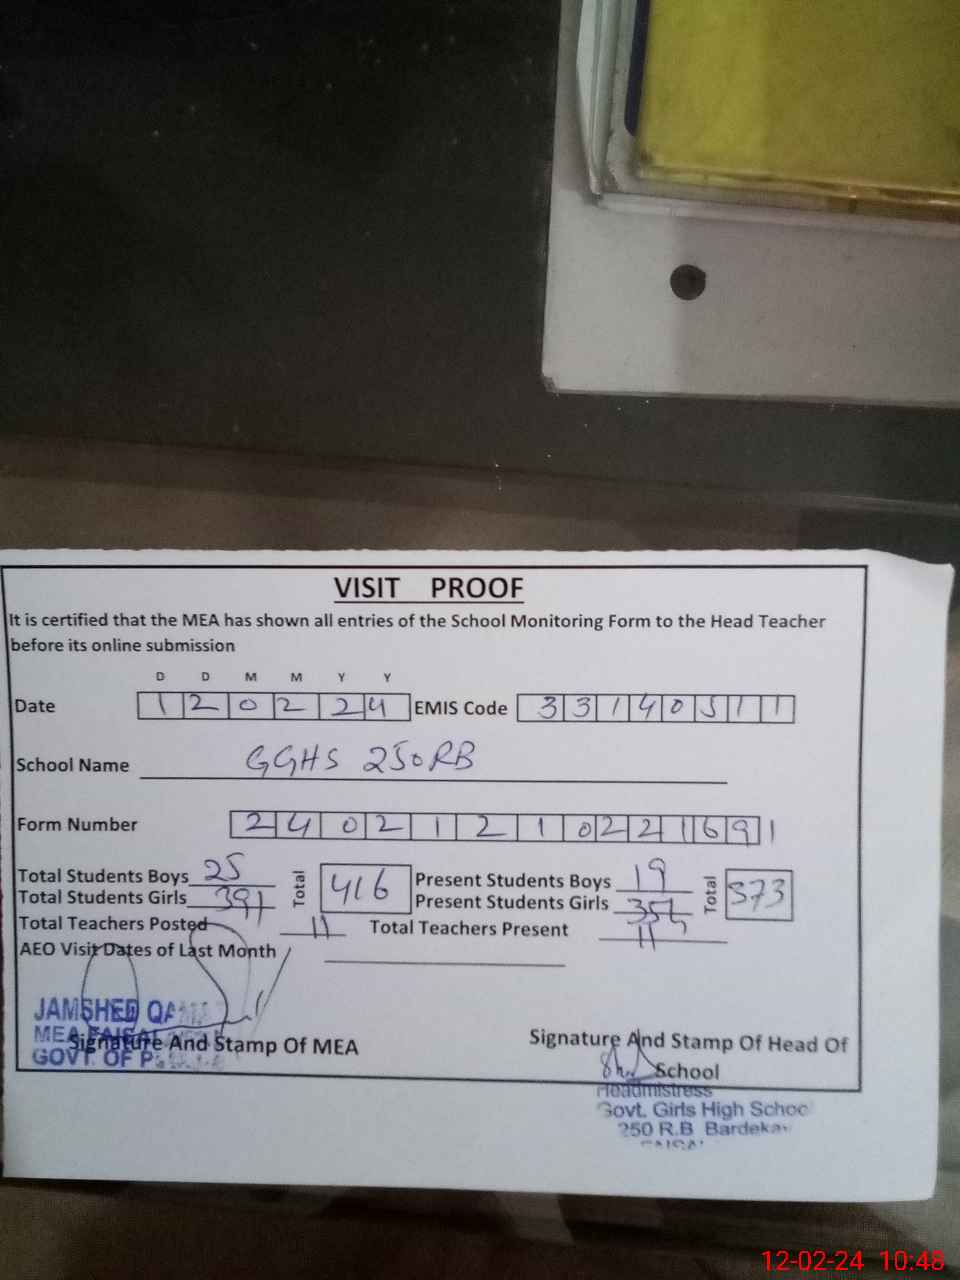 VISIT PROOF
It is certified that the MEA has shown all entries of the School Monitoring Form to the Head Teacher
before its online submission
D D M M Y Y
Date 1 2 0 2 2 4 EMIS Code 3 3 1 4 0 5 1 1
School Name GGHS 250RB
Form Number 2 4 0 2 1 2 1 0 2 2 1 6 9 1
Total Students Boys 25 Total 416 Present Students Boys 19 Total 373
Total Students Girls 391 Present Students Girls 354
Total Teachers Posted 11 Total Teachers Present 11
AEO Visit Dates of Last Month
JAMSHED
MEA FAISAL
GOVT OF
Signature And Stamp Of MEA
Signature And Stamp Of Head Of
School
Headmistress
Govt. Girls High School
250 R.B Bardekay
12-02-24 10:48